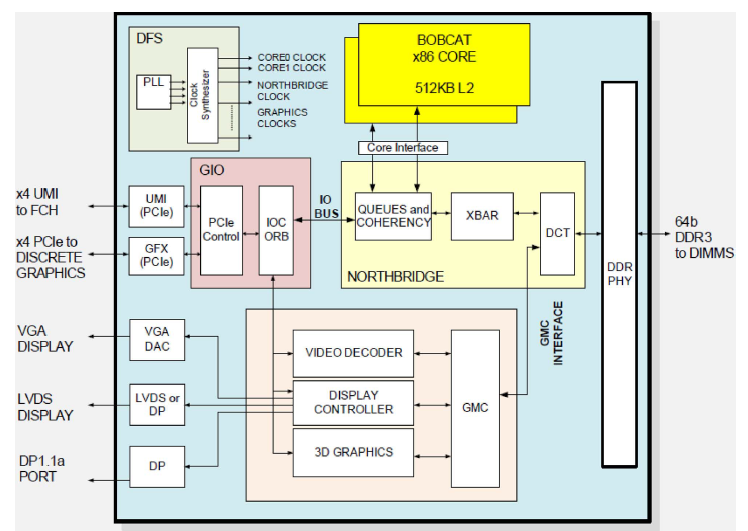 DFS
PLL
Clock
Synthesizer
CORE0 CLOCK
CORE1 CLOCK
NORTHBRIDGE
CLOCK
GRAPHICS
CLOCKS
BOBCAT
x86 CORE
512KB L2
Core Interface
GIO
x4 UMI
to FCH
UMI
(PCIe)
x4 PCIe to
DISCRETE
GRAPHICS
GFX
(PCIe)
PCIe
Control
IOC
ORB
IO
BUS
QUEUES and
COHERENCY
XBAR
DCT
NORTHBRIDGE
DDR
PHY
64b
DDR3
to DIMMS
GMC
INTERFACE
VGA
DISPLAY
VGA
DAC
LVDS
DISPLAY
LVDS or
DP
DP1.1a
PORT
DP
VIDEO DECODER
DISPLAY
CONTROLLER
3D GRAPHICS
GMC